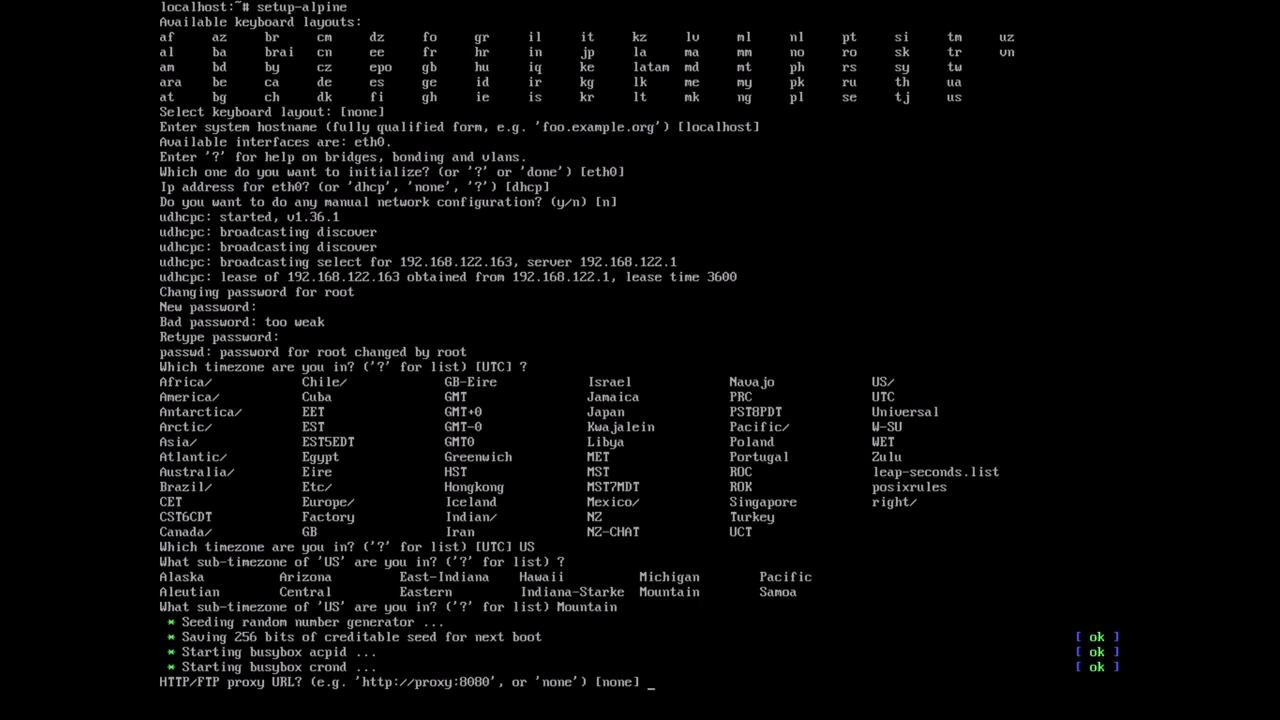 localhost:~# setup-alpine
Available keyboard layouts:
af az br cm dz fo gr il it kz lv ml nl pt si tm uz
al ba brai cn ee fr hr in jp la ma mm no ro sk tr vn
am bd by cz epo gb hu iq ke latam md mt ph rs sy tw
ara be ca de es ge id ir kg lk me my pk ru th ua
at bg ch dk fi gh ie is kr lt mk ng pl se tj us
Select keyboard layout: [none]
Enter system hostname (fully qualified form, e.g. 'foo.example.org') [localhost]
Available interfaces are: eth0.
Enter '?' for help on bridges, bonding and vlans.
Which one do you want to initialize? (or '?' or 'done') [eth0]
Ip address for eth0? (or 'dhcp', 'none', '?') [dhcp]
Do you want to do any manual network configuration? (y/n) [n]
udhcpc: started, v1.36.1
udhcpc: broadcasting discover
udhcpc: broadcasting discover
udhcpc: broadcasting select for 192.168.122.163, server 192.168.122.1
udhcpc: lease of 192.168.122.163 obtained from 192.168.122.1, lease time 3600
Changing password for root
New password:
Bad password: too weak
Retype password:
passwd: password for root changed by root
Which timezone are you in? ('?' for list) [UTC] ?
Africa/ Chile/ GB-Eire Israel Navajo US/
America/ Cuba GMT Jamaica PRC UTC
Antarctica/ EET GMT+0 Japan PST8PDT Universal
Arctic/ EST GMT-0 Kwajalein Pacific/ W-SU
Asia/ EST5EDT GMT0 Libya Poland WET
Atlantic/ Egypt Greenwich MET Portugal Zulu
Australia/ Eire HST MST ROC leap-seconds.list
Brazil/ Etc/ Hongkong MST7MDT ROK posixrules
CET Europe/ Iceland Mexico/ Singapore right/
CST6CDT Factory Indian/ NZ Turkey
Canada/ GB Iran NZ-CHAT UCT
Which timezone are you in? ('?' for list) [UTC] US
What sub-timezone of 'US' are you in? ('?' for list) ?
Alaska Arizona East-Indiana Hawaii Michigan Pacific
Aleutian Central Eastern Indiana-Starke Mountain Samoa
What sub-timezone of 'US' are you in? ('?' for list) Mountain
* Seeding random number generator ...
* Saving 256 bits of creditable seed for next boot [ ok ]
* Starting busybox acpid ... [ ok ]
* Starting busybox crond ... [ ok ]
HTTP/FTP proxy URL? (e.g. 'http://proxy:8080', or 'none') [none] _